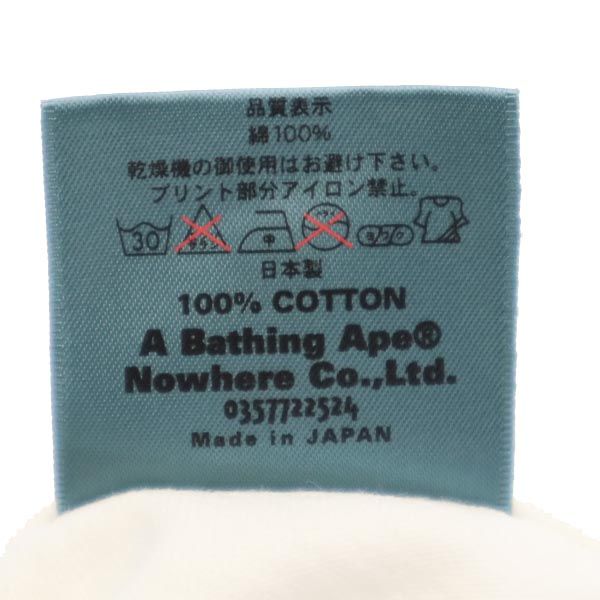 品質表示
綿100%
乾燥機の御使用はお避け下さい。
プリント部分アイロン禁止。
30 中
日本製
100% COTTON
A Bathing Ape®
Nowhere Co.,Ltd.
0357722524
Made in JAPAN